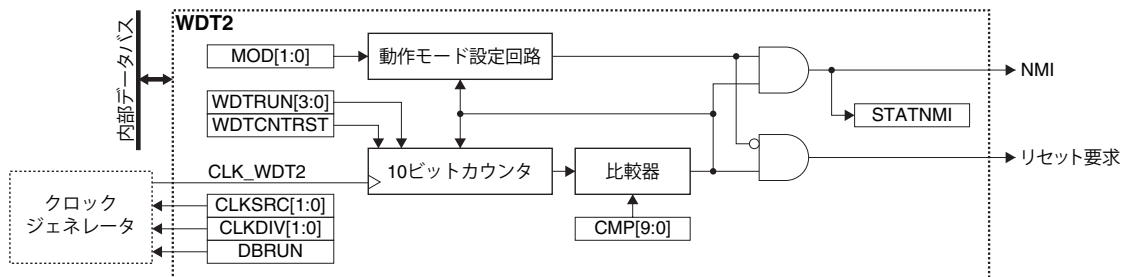 WDT2
内部データバス
MOD[1:0]
動作モード設定回路
NMI
WDTRUN[3:0]
WDTCNTRST
STATNMI
CLK_WDT2
10ビットカウンタ
比較器
リセット要求
クロック
ジェネレータ
CLKSRC[1:0]
CLKDIV[1:0]
DBRUN
CMP[9:0]